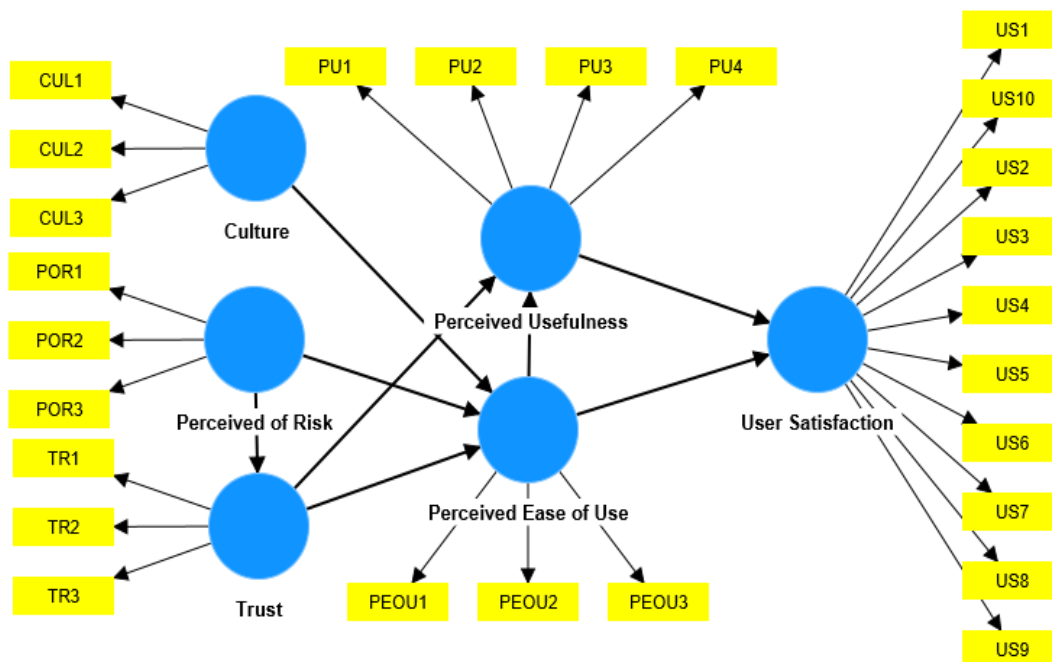 US1
PU1
PU2
PU3
PU4
CUL1
US10
CUL2
US2
CUL3
Culture
US3
POR1
US4
POR2
Perceived Usefulness
US5
POR3
Perceived of Risk
User Satisfaction
US6
TR1
Perceived Ease of Use
US7
TR2
US8
TR3
Trust
PEOU1
PEOU2
PEOU3
US9